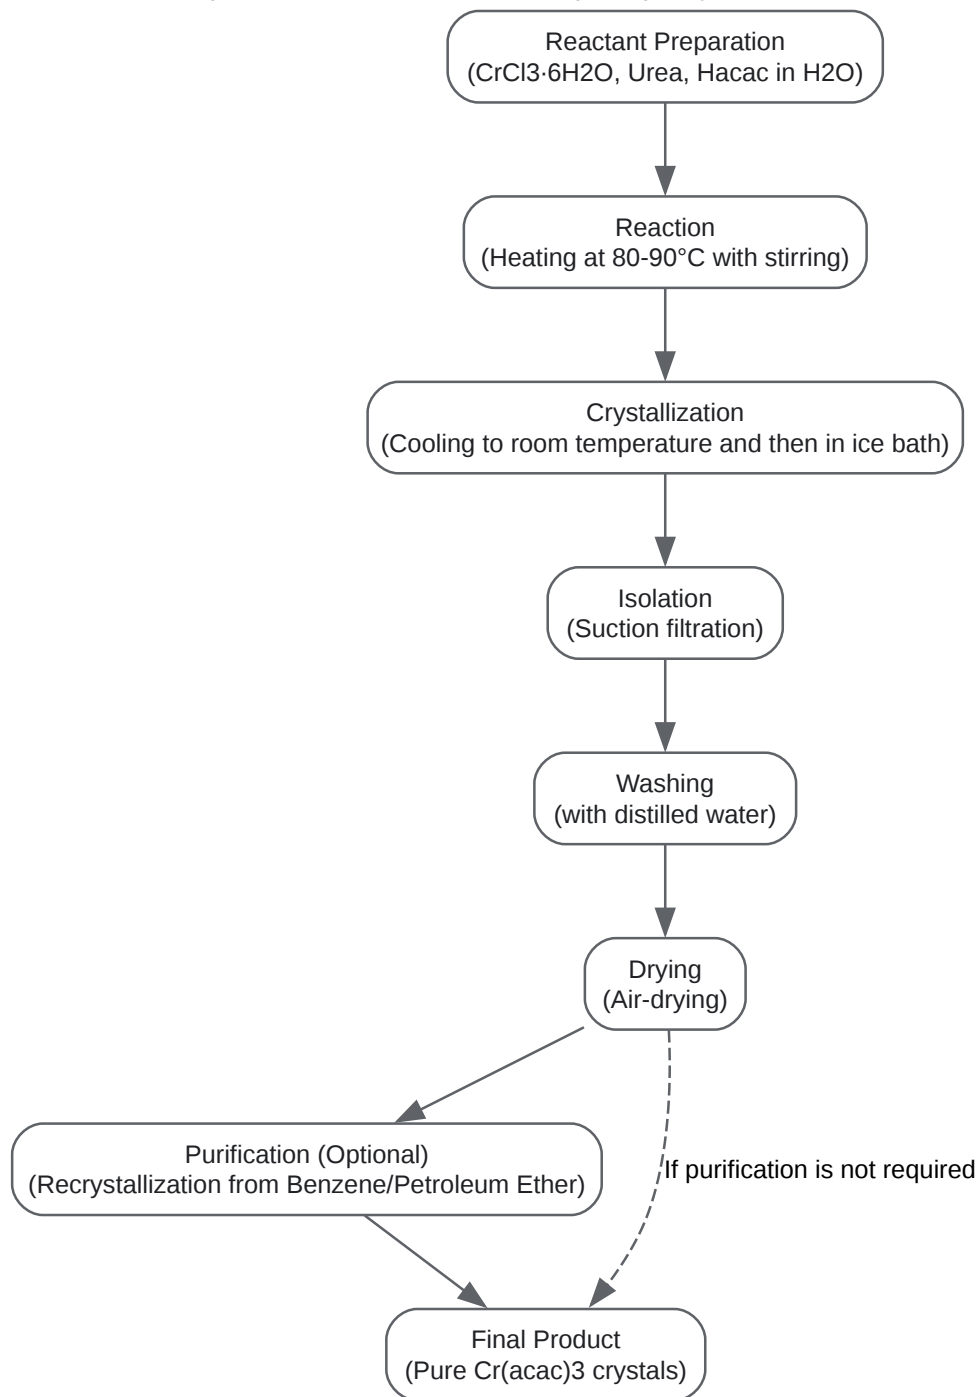 Reactant Preparation
(CrCl3·6H2O, Urea, Hacac in H2O)
Reaction
(Heating at 80-90°C with stirring)
Crystallization
(Cooling to room temperature and then in ice bath)
Isolation
(Suction filtration)
Washing
(with distilled water)
Drying
(Air-drying)
Purification (Optional)
(Recrystallization from Benzene/Petroleum Ether)
If purification is not required
Final Product
(Pure Cr(acac)3 crystals)